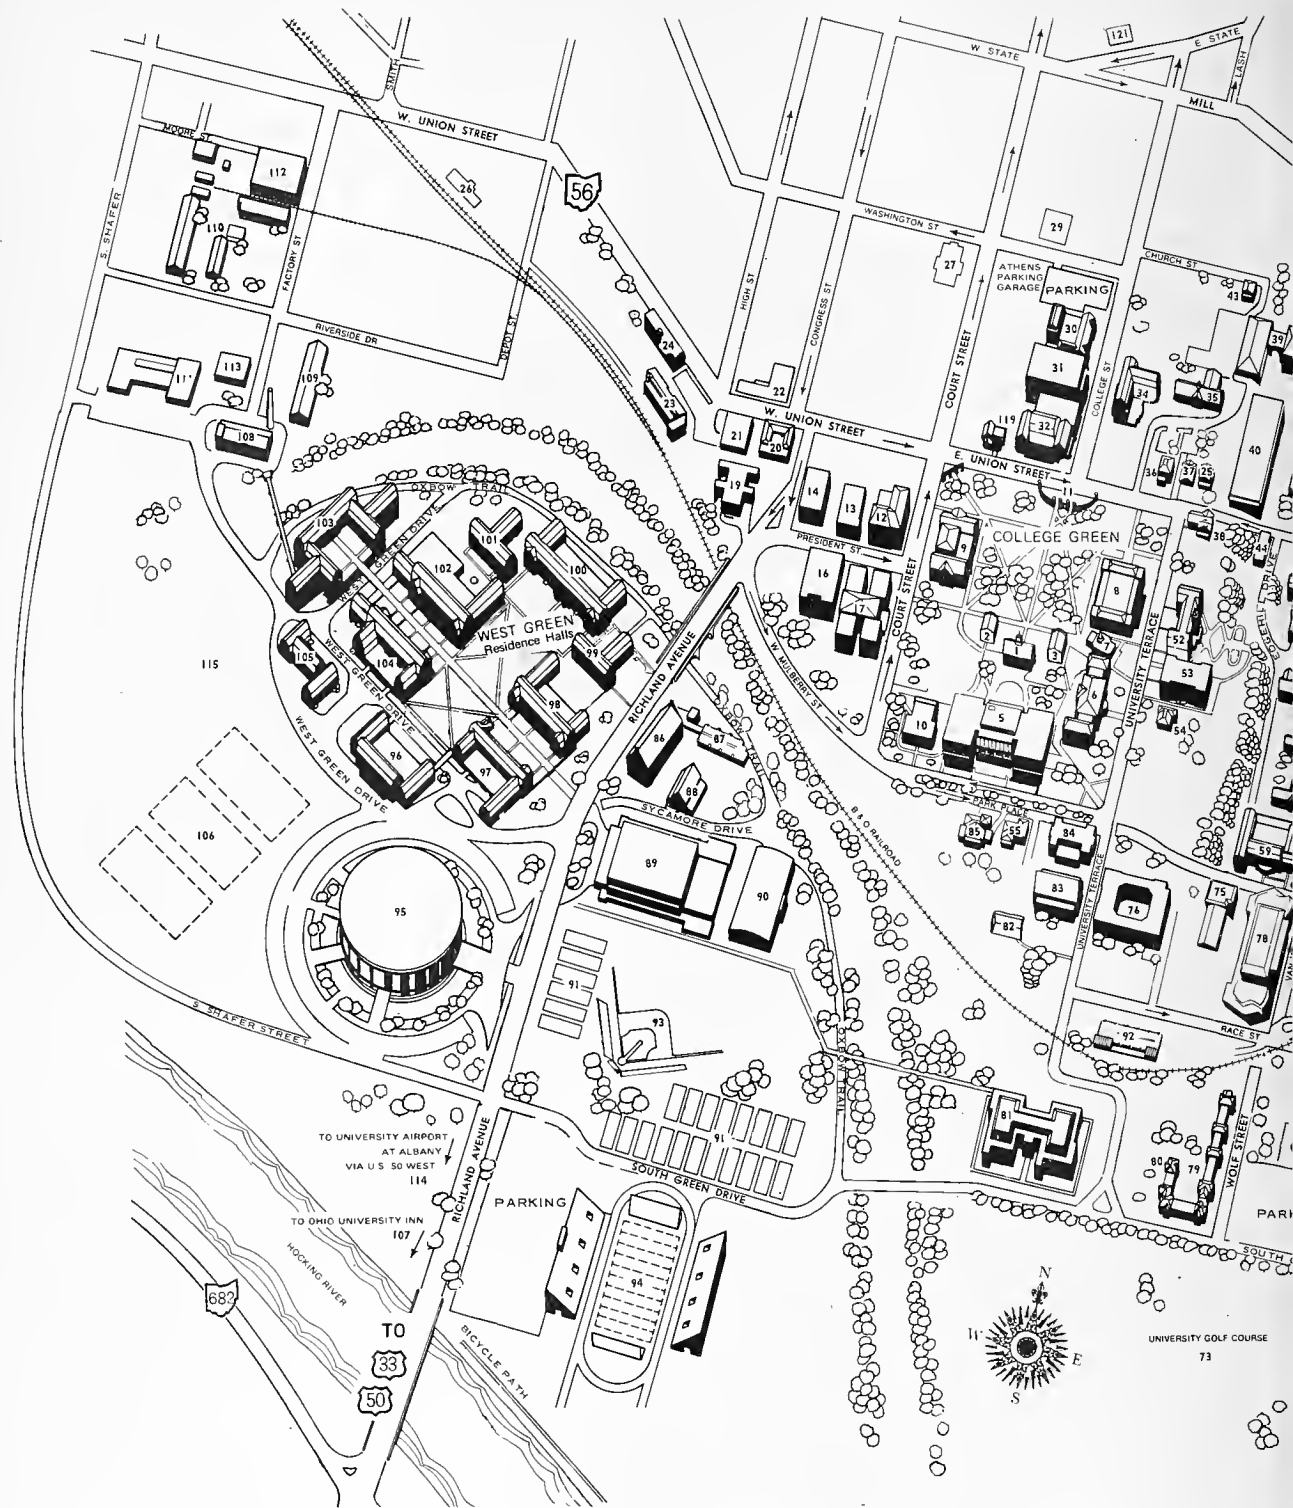 121
E STATE
W STATE
LASH
SMITH
MILL
W. UNION STREET
MOORE ST
112
26
56
S. SHAFER
110
FACTORY ST
WASHINGTON ST
29
27
CHURCH ST
ATHENS
PARKING
GARAGE
PARKING
43
HIGH ST
CONGRESS ST
RIVERSIDE DR
DEPOT ST
30
39
24
COURT STREET
31
COLLEGE ST
113
109
22
34
35
23
W. UNION STREET
119
32
108
21
20
40
E. UNION STREET
36
37
25
19
14
13
12
11
OXBOW TRAIL
103
COLLEGE GREEN
38
44
101
WEST GREEN DRIVE
PRESIDENT ST
9
102
100
16
17
COURT STREET
8
52
WEST GREEN
Residence Halls
2
1
3
7
UNIVERSITY TERRACE
105
WEST GREEN DRIVE
104
99
115
53
RICHLAND AVENUE
W MULBERRY ST
6
98
10
5
54
WEST GREEN DRIVE
96
86
87
OXBOW TRAIL
97
88
106
SYCAMORE DRIVE
PARK PLACE
85
55
84
B & O RAILROAD
59
89
90
83
UNIVERSITY TERRACE
75
76
95
82
78
91
S SHAFER STREET
93
92
RACE ST
OXBOW TRAIL
81
91
TO UNIVERSITY AIRPORT
AT ALBANY
VIA U S 50 WEST
114
RICHLAND AVENUE
SOUTH GREEN DRIVE
80
79
WOLF STREET
PARKING
TO OHIO UNIVERSITY INN
107
HOCKING RIVER
SOUTH
94
682
N
TO
33
50
BICYCLE PATH
W
E
S
UNIVERSITY GOLF COURSE
73